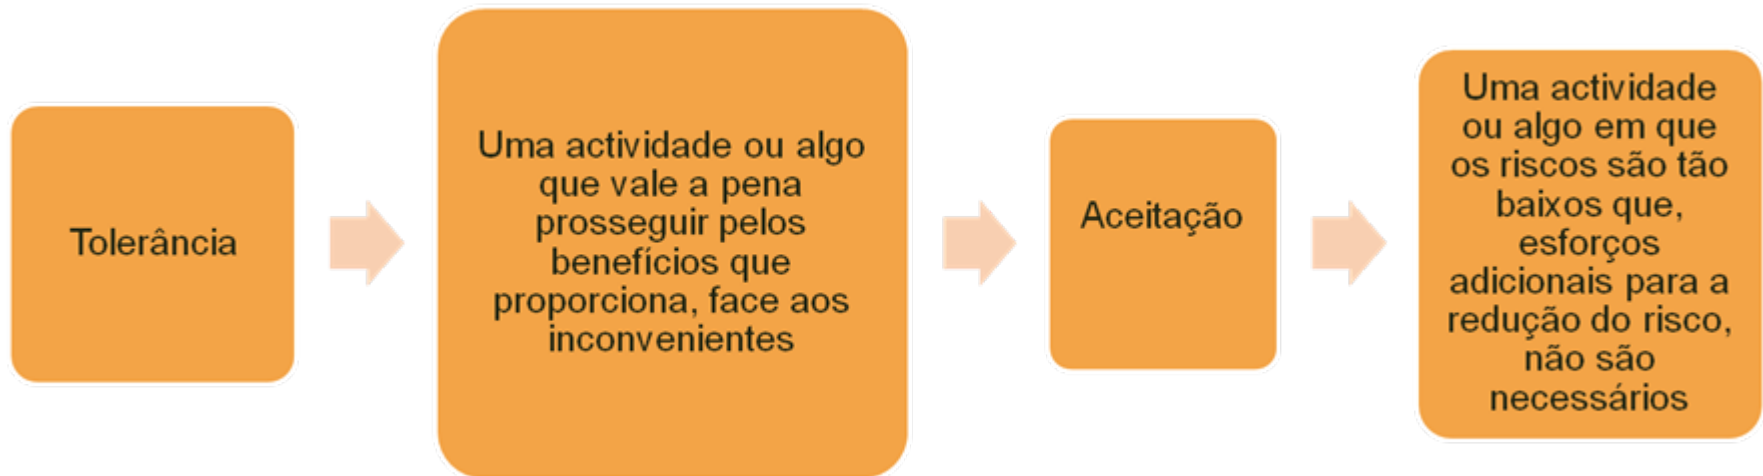 Tolerância
Uma actividade ou algo
que vale a pena
prosseguir pelos
benefícios que
proporciona, face aos
inconvenientes
Aceitação
Uma actividade
ou algo em que
os riscos são tão
baixos que,
esforços
adicionais para a
redução do risco,
não são
necessários